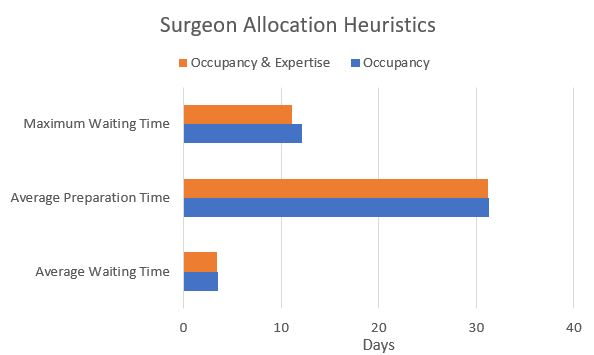 Surgeon Allocation Heuristics
Occupancy & Expertise Occupancy
Maximum Waiting Time
Average Preparation Time
Average Waiting Time
0 10 20 30 40
Days